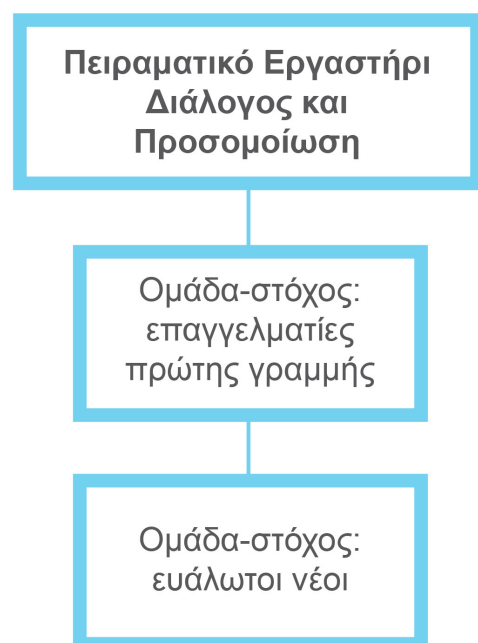 Πειραματικό Εργαστήρι
Διάλογος και
Προσομοίωση
Ομάδα-στόχος:
επαγγελματίες
πρώτης γραμμής
Ομάδα-στόχος:
ευάλωτοι νέοι